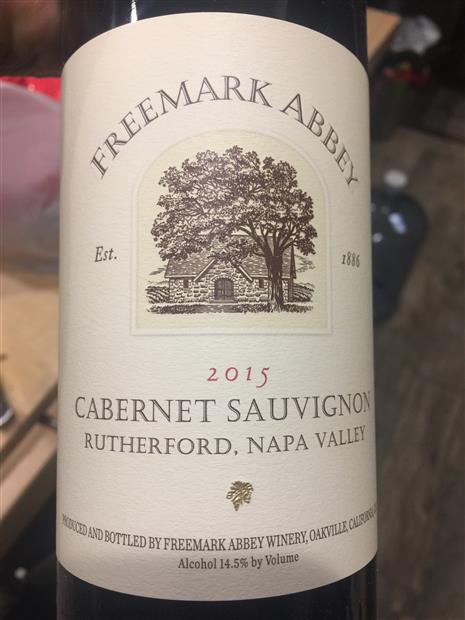 FREEMARK ABBEY
Est. 1886
2015
CABERNET SAUVIGNON
RUTHERFORD, NAPA VALLEY
PRODUCED AND BOTTLED BY FREEMARK ABBEY WINERY, OAKVILLE, CALIFORNIA
Alcohol 14.5% by Volume